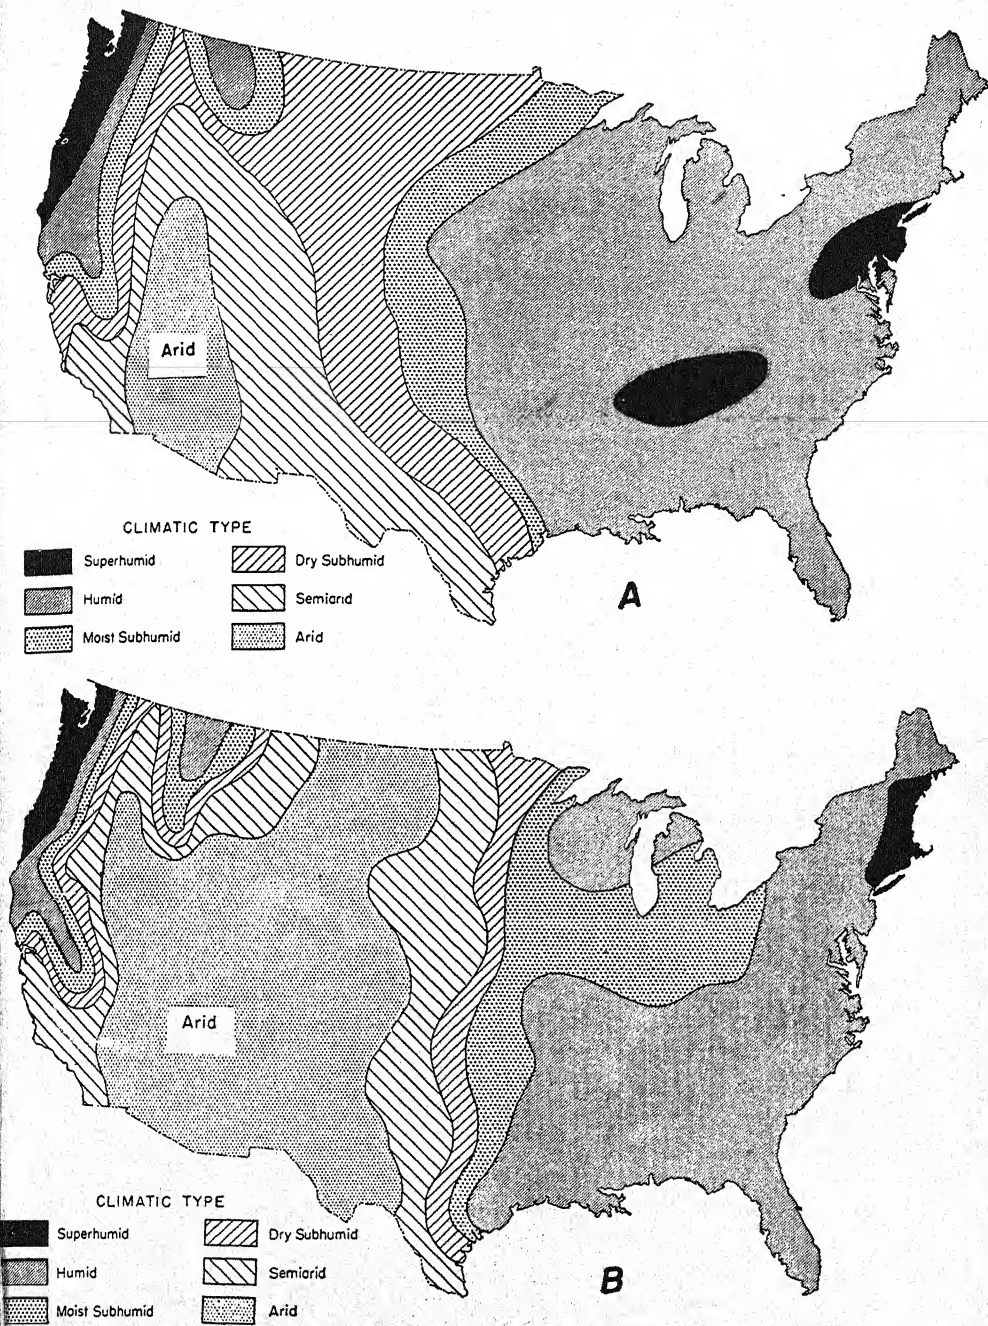 Arid
CLIMATIC TYPE
Superhumid
Dry Subhumid
Humid
Semiarid
Moist Subhumid
Arid
A
Arid
CLIMATIC TYPE
Superhumid
Dry Subhumid
Humid
Semiarid
Moist Subhumid
Arid
B